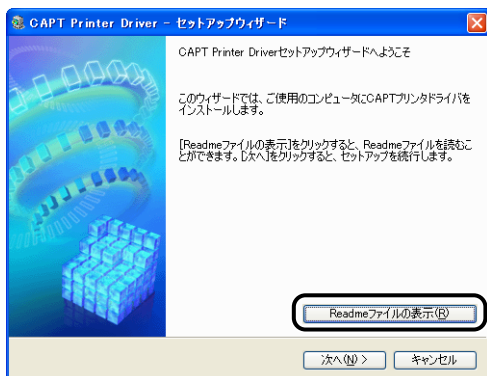 CAPT Printer Driver - セットアップウィザード
CAPT Printer Driverセットアップウィザードへようこそ
このウィザードでは、ご使用のコンピュータにCAPTプリンタドライバを
インストールします。
[Readmeファイルの表示]をクリックすると、Readmeファイルを読むこ
とができます。[次へ]をクリックすると、セットアップを続行します。
Readmeファイルの表示(R)
次へ(N) >
キャンセル